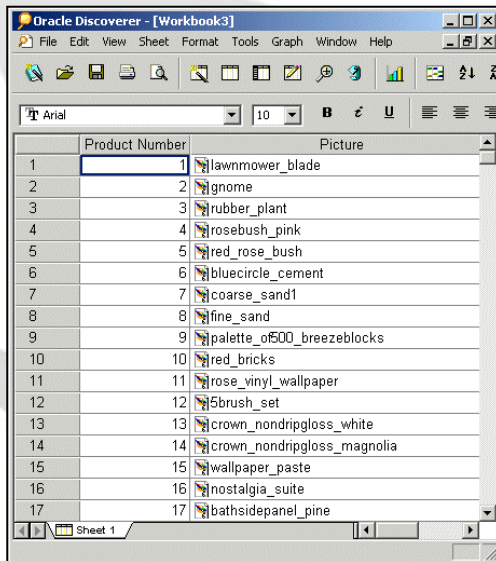 Oracle Discoverer - [Workbook3]
File Edit View Sheet Format Tools Graph Window Help
Arial 10 B i U
Product Number Picture
1 1 lawnmower_blade
2 2 gnome
3 3 rubber_plant
4 4 rosebush_pink
5 5 red_rose_bush
6 6 bluecircle_cement
7 7 coarse_sand1
8 8 fine_sand
9 9 palette_of500_breezeblocks
10 10 red_bricks
11 11 rose_vinyl_wallpaper
12 12 5brush_set
13 13 crown_nondripgloss_white
14 14 crown_nondripgloss_magnolia
15 15 wallpaper_paste
16 16 nostalgia_suite
17 17 bathsidepanel_pine
Sheet 1